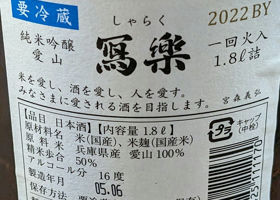 要冷蔵
しゃらく
2022BY
純米吟醸
愛山
寫樂
一回火入
1.8ℓ詰
米を愛し、酒を愛し、人を愛す。
みなさまに愛される酒を目指します。
宮森義弘
【品目】日本酒【内容量】1.8ℓ
原材料名 米(国産)、米麹(国産米)
原料米 兵庫県産 愛山100%
精米歩合 50%
アルコール分 16度
製造年月 05.06
保存方法
キャップ
(中栓)